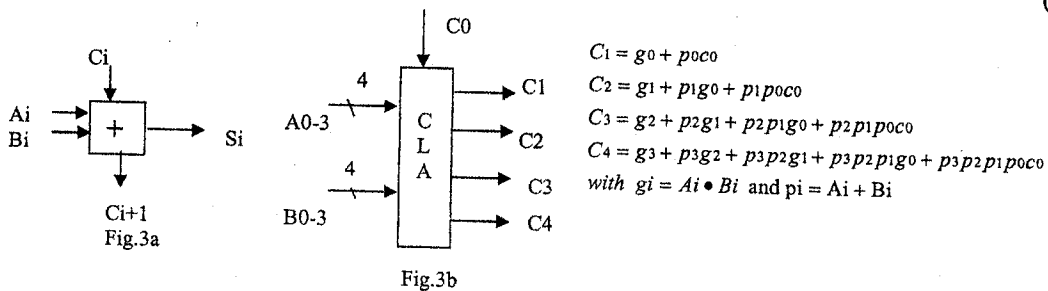 Ci
Ai
Bi
+
Si
Ci+1
Fig.3a
C0
4
A0-3
4
B0-3
C
L
A
C1
C2
C3
C4
Fig.3b
C1 = g0 + p0c0
C2 = g1 + p1g0 + p1p0c0
C3 = g2 + p2g1 + p2p1g0 + p2p1p0c0
C4 = g3 + p3g2 + p3p2g1 + p3p2p1g0 + p3p2p1p0c0
with gi = Ai • Bi and pi = Ai + Bi